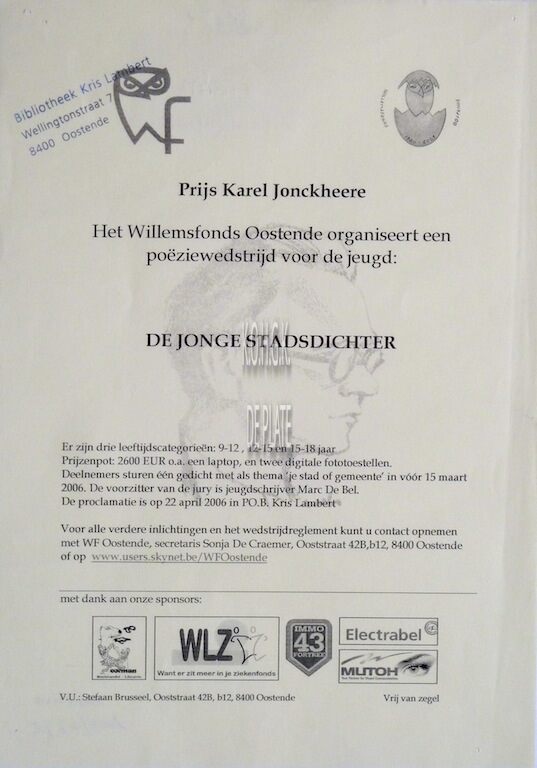 Bibliotheek Kris Lambert
Wellingtonstraat 7
8400 Oostende
wf
Prijs Karel Jonckheere
Het Willemsfonds Oostende organiseert een
poëziewedstrijd voor de jeugd:
DE JONGE STADSDICHTER
K.O.H.G.K.
DE PLATE
Er zijn drie leeftijdscategorieën: 9-12 , 12-15 en 15-18 jaar
Prijzenpot: 2600 EUR o.a. een laptop, en twee digitale fototoestellen.
Deelnemers sturen één gedicht met als thema ‘je stad of gemeente’ in vóór 15 maart
2006. De voorzitter van de jury is jeugdschrijver Marc De Bel.
De proclamatie is op 22 april 2006 in PO.B. Kris Lambert
Voor alle verdere inlichtingen en het wedstrijdreglement kunt u contact opnemen
met WF Oostende, secretaris Sonja De Craemer, Ooststraat 42B,b12, 8400 Oostende
of op www.users.skynet.be/WFOostende
met dank aan onze sponsors:
corman
WLZ
Want er zit meer in je ziekenfonds
IMMO
43
FORTREE
Electrabel
MUTOH
V.U.: Stefaan Brusseel, Ooststraat 42B, b12, 8400 Oostende
Vrij van zegel